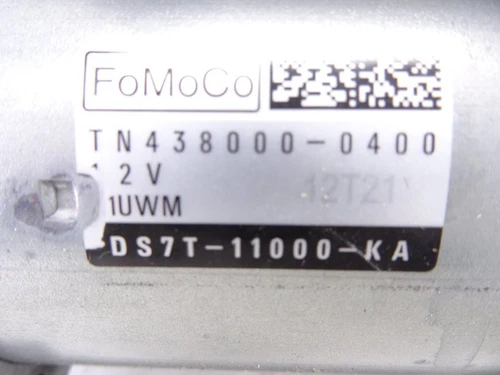 FoMoCo
TN438000-0400
12V
12T21
1UWM
DS7T-11000-KA